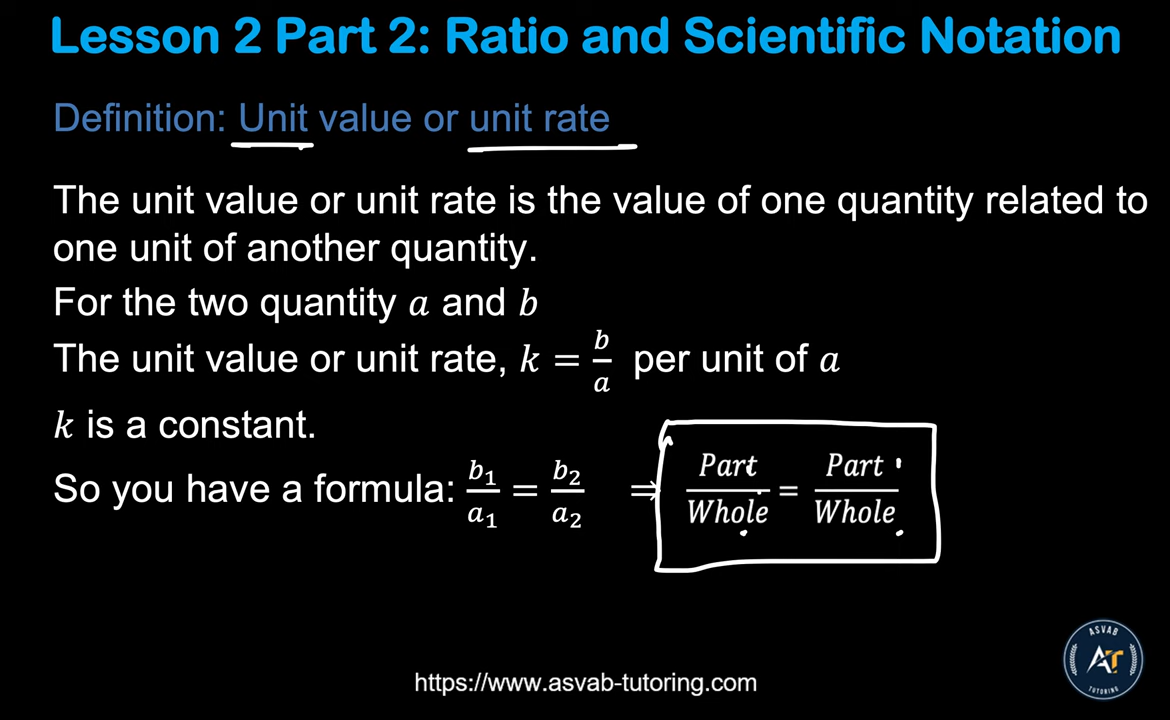 Lesson 2 Part 2: Ratio and Scientific Notation
Definition: Unit value or unit rate
The unit value or unit rate is the value of one quantity related to
one unit of another quantity.
For the two quantity a and b
The unit value or unit rate, k = b/a per unit of a
k is a constant.
So you have a formula: b₁/a₁ = b₂/a₂ ⇒ Part/Whole = Part/Whole
ASVAB
AT
TUTORING
https://www.asvab-tutoring.com